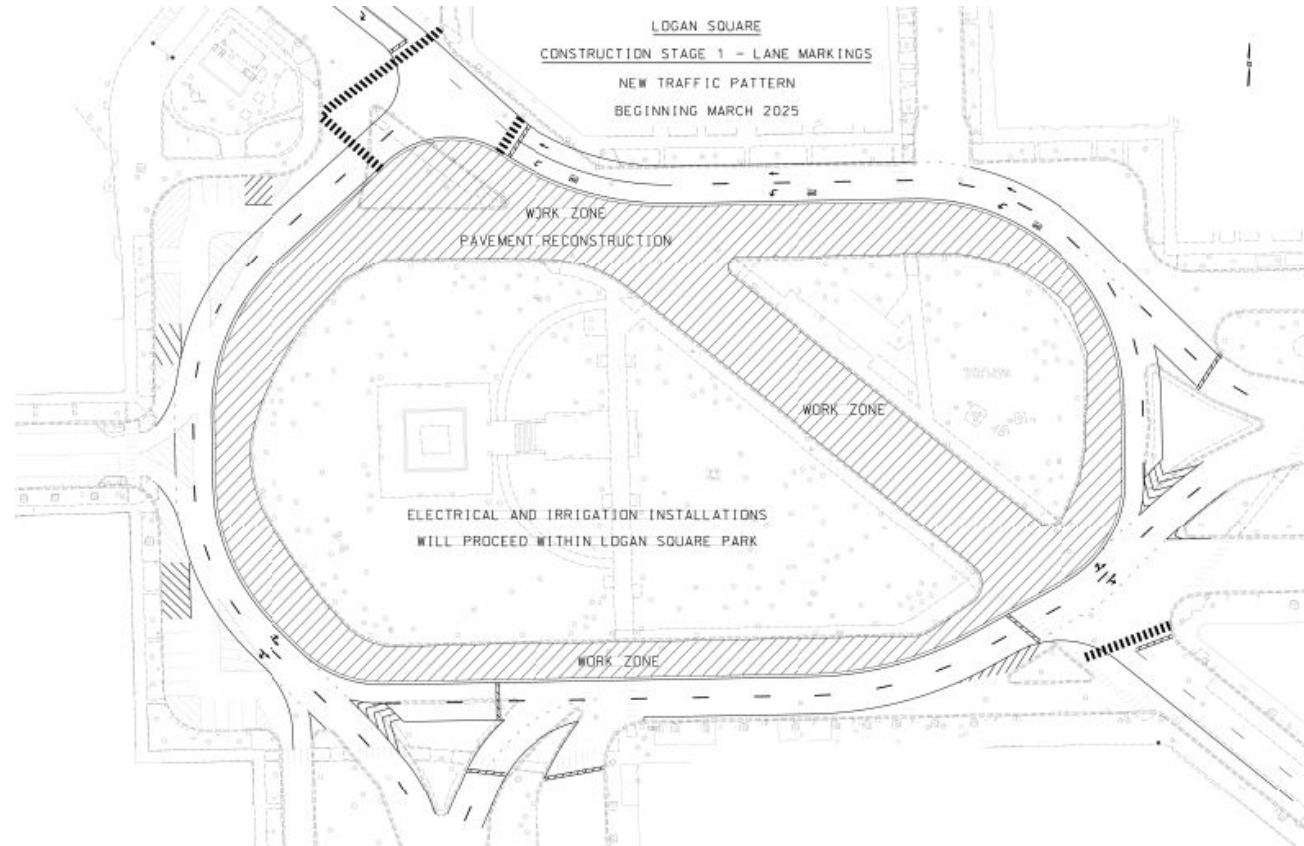 LOGAN SQUARE
CONSTRUCTION STAGE 1 - LANE MARKINGS
NEW TRAFFIC PATTERN
BEGINNING MARCH 2025
WORK ZONE
PAVEMENT RECONSTRUCTION
WORK ZONE
ELECTRICAL AND IRRIGATION INSTALLATIONS
WILL PROCEED WITHIN LOGAN SQUARE PARK
WORK ZONE